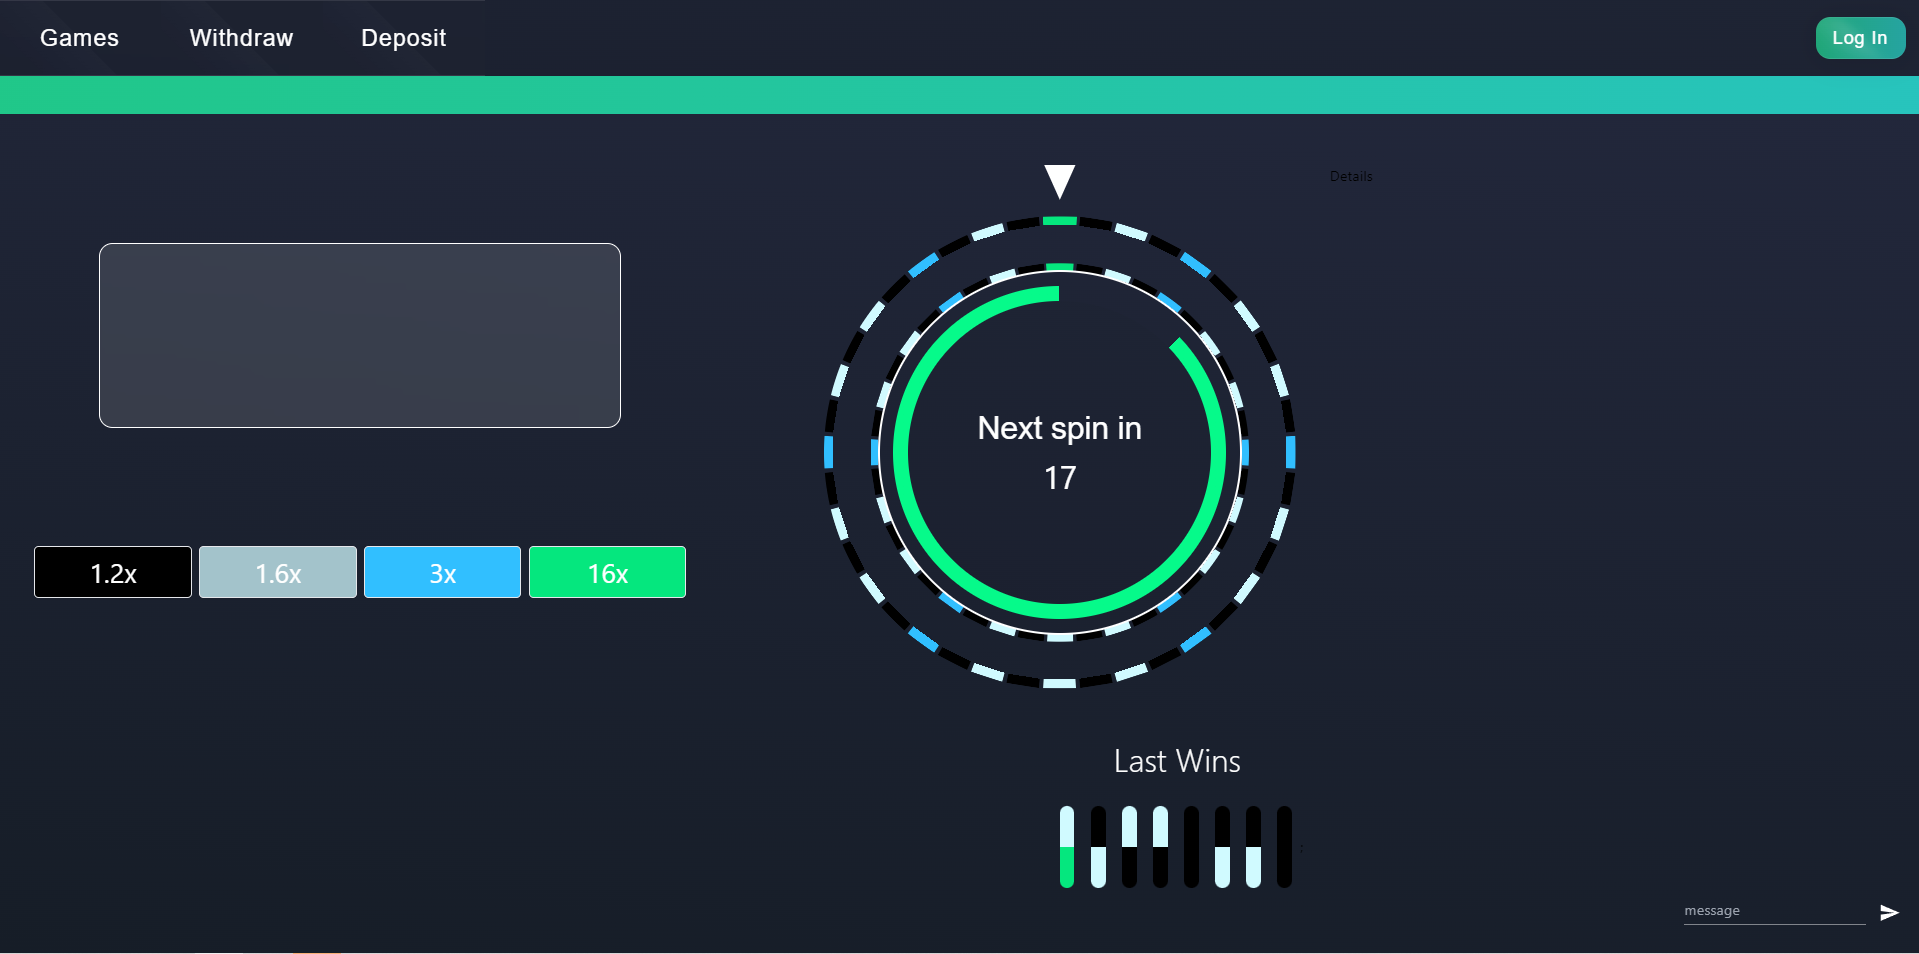 Games Withdraw Deposit Log In
Details
Next spin in
17
1.2x 1.6x 3x 16x
Last Wins
:
message